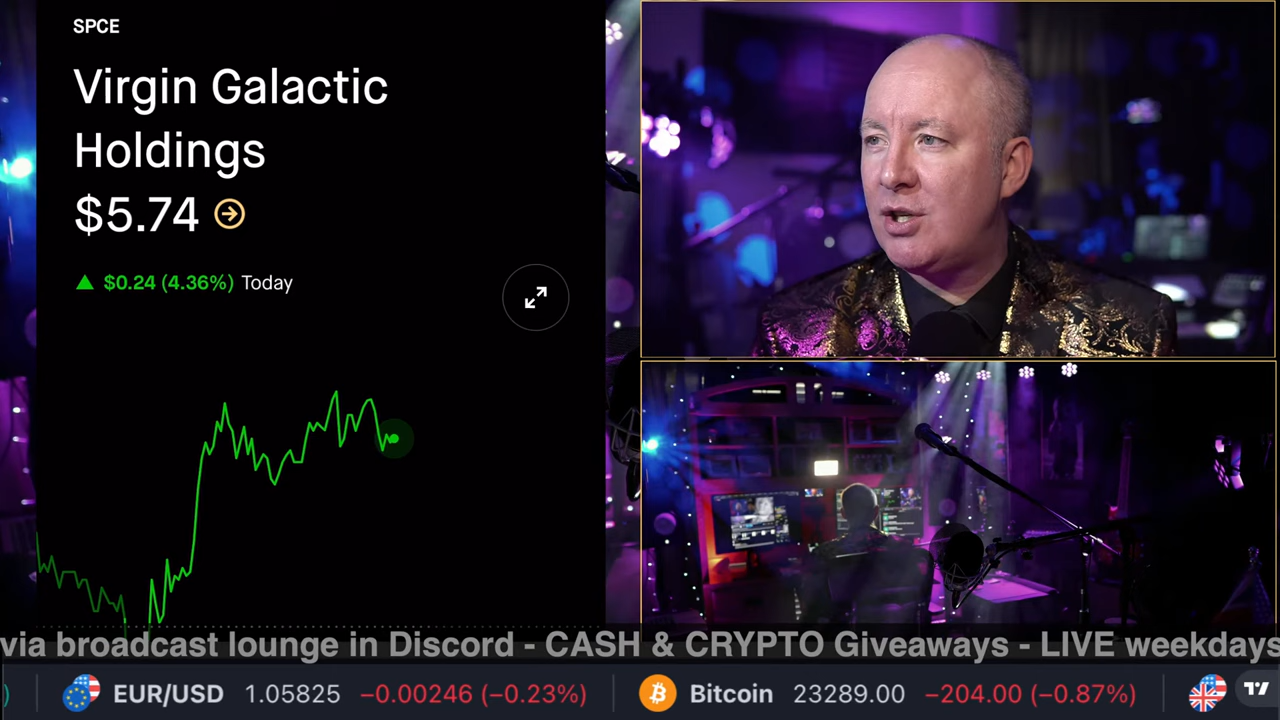 SPCE
Virgin Galactic
Holdings
$5.74
▲ $0.24 (4.36%) Today
via broadcast lounge in Discord - CASH & CRYPTO Giveaways - LIVE weekdays
) EUR/USD 1.05825 −0.00246 (−0.23%) Bitcoin 23289.00 −204.00 (−0.87%)